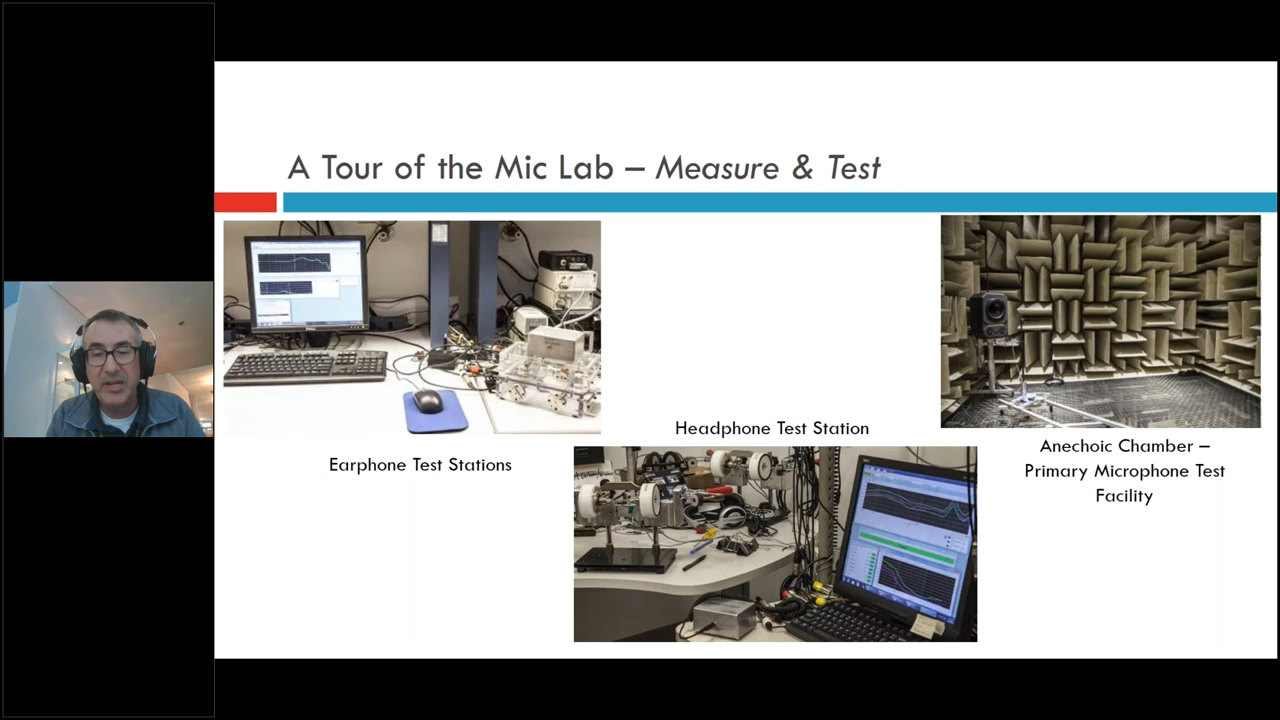 A Tour of the Mic Lab – Measure & Test
Earphone Test Stations
Headphone Test Station
Anechoic Chamber –
Primary Microphone Test
Facility